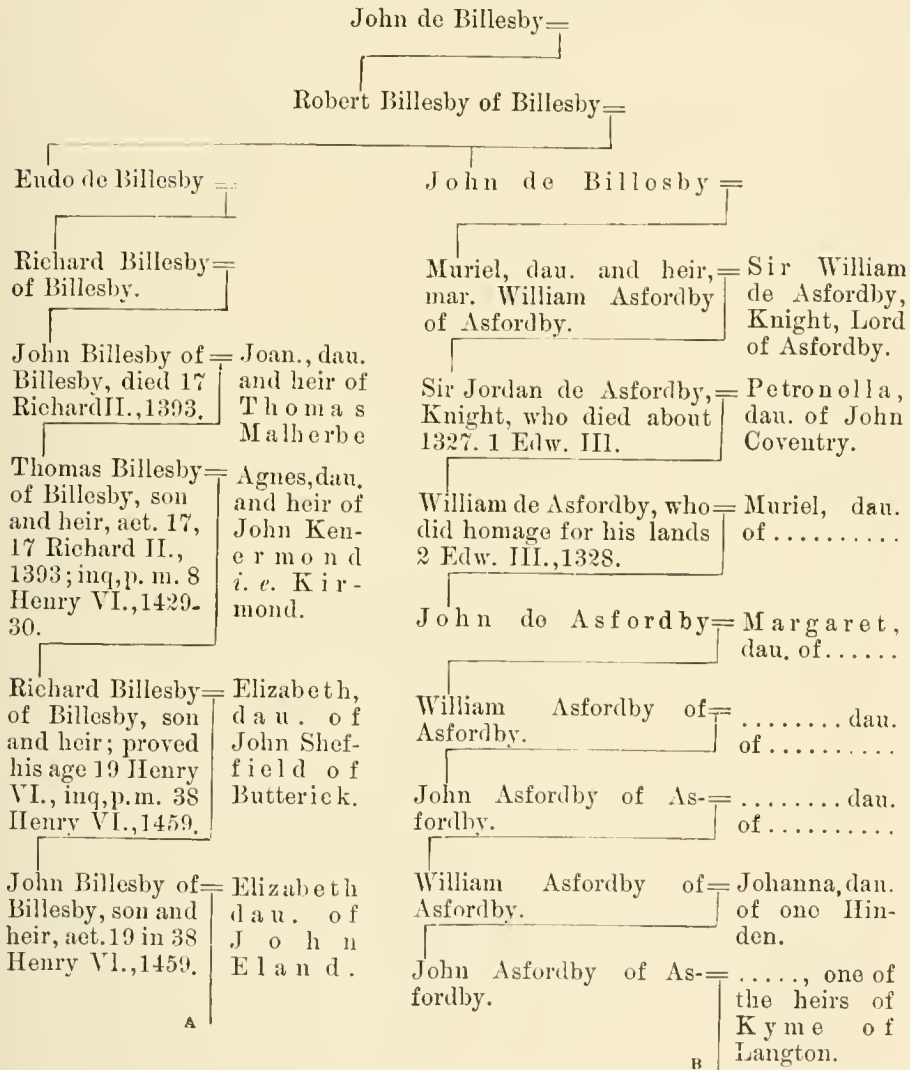 John de Billesby=
Robert Billesby of Billesby=
Eudo de Billesby =
Richard Billesby=
of Billesby.
John Billesby of = Joan., dau.
Billesby, died 17 and heir of
Richard II., 1393. Thomas
Malherbe
Thomas Billesby= Agnes, dau.
of Billesby, son and heir of
and heir, aet. 17, John Ken-
17 Richard II., ermond
1393; inq, p. m. 8 i. e. Kir-
Henry VI., 1429- mond.
30.
Richard Billesby= Elizabeth,
of Billesby, son dau. of
and heir; proved John Shef-
his age 19 Henry field of
VI., inq, p.m. 38 Butterick.
Henry VI., 1459.
John Billesby of= Elizabeth
Billesby, son and dau. of
heir, aet. 19 in 38 John
Henry VI., 1459. Eland.
A
John de Billosby =
Muriel, dau. and heir,= Sir William
mar. William Asfordby de Asfordby,
of Asfordby. Knight, Lord
of Asfordby.
Sir Jordan de Asfordby,= Petronolla,
Knight, who died about dau. of John
1327. 1 Edw. III. Coventry.
William de Asfordby, who= Muriel, dau.
did homage for his lands of ..........
2 Edw. III., 1328.
John de Asfordby= Margaret,
dau. of......
William Asfordby of= ........ dau.
Asfordby. of ..........
John Asfordby of As-= ........ dau.
fordby. of ..........
William Asfordby of= Johanna, dau.
Asfordby. of one Hin-
den.
John Asfordby of As-= ....., one of
fordby. the heirs of
Kyme of
Langton.
B